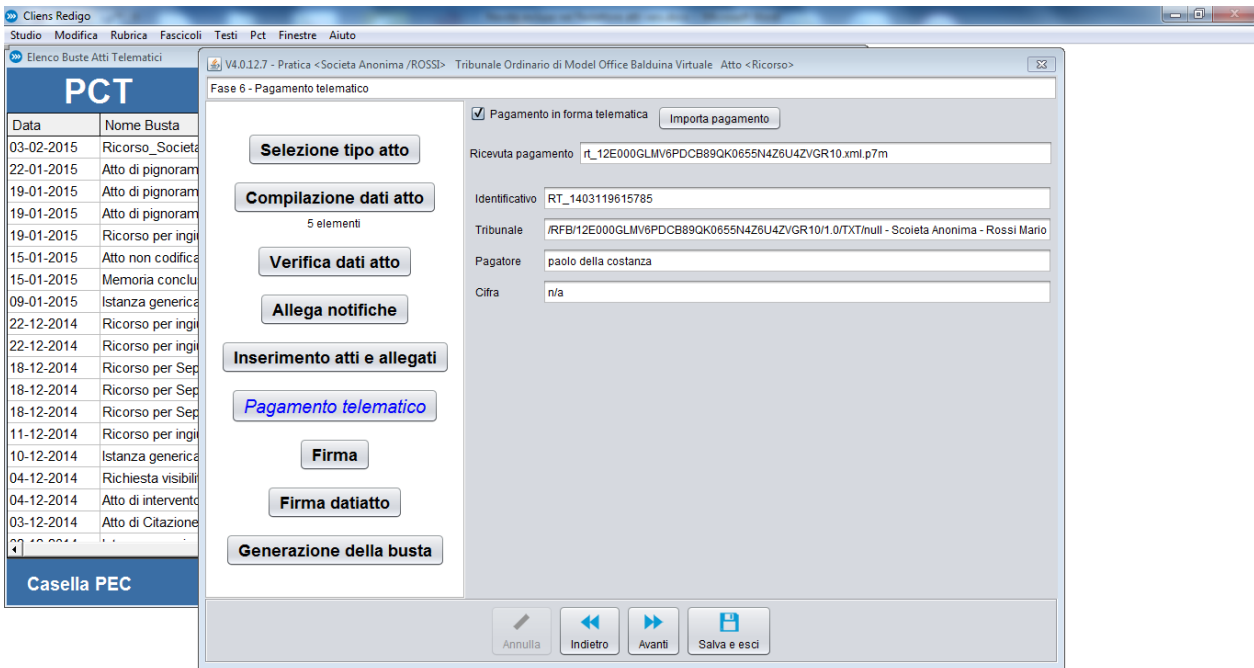 Cliens Redigo
Studio Modifica Rubrica Fascicoli Testi Pct Finestre Aiuto
Elenco Buste Atti Telematici
PCT
Data Nome Busta
03-02-2015 Ricorso_Societa
22-01-2015 Atto di pignoram
19-01-2015 Atto di pignoram
19-01-2015 Atto di pignoram
19-01-2015 Ricorso per ingi
15-01-2015 Atto non codifica
15-01-2015 Memoria conclu
09-01-2015 Istanza generica
22-12-2014 Ricorso per ingi
22-12-2014 Ricorso per ingi
18-12-2014 Ricorso per Sep
18-12-2014 Ricorso per Sep
18-12-2014 Ricorso per Sep
11-12-2014 Ricorso per ingi
10-12-2014 Istanza generica
04-12-2014 Richiesta visibili
04-12-2014 Atto di intervento
03-12-2014 Atto di Citazione
Casella PEC
V4.0.12.7 - Pratica <Societa Anonima /ROSSI> Tribunale Ordinario di Model Office Balduina Virtuale Atto <Ricorso>
Fase 6 - Pagamento telematico
Selezione tipo atto
Compilazione dati atto
5 elementi
Verifica dati atto
Allega notifiche
Inserimento atti e allegati
Pagamento telematico
Firma
Firma datiatto
Generazione della busta
Pagamento in forma telematica Importa pagamento
Ricevuta pagamento rt_12E000GLMV6PDCB89QK0655N4Z6U4ZVGR10.xml.p7m
Identificativo RT_1403119615785
Tribunale /RFB/12E000GLMV6PDCB89QK0655N4Z6U4ZVGR10/1.0/TXT/null - Scoieta Anonima - Rossi Mario
Pagatore paolo della costanza
Cifra n/a
Annulla Indietro Avanti Salva e esci